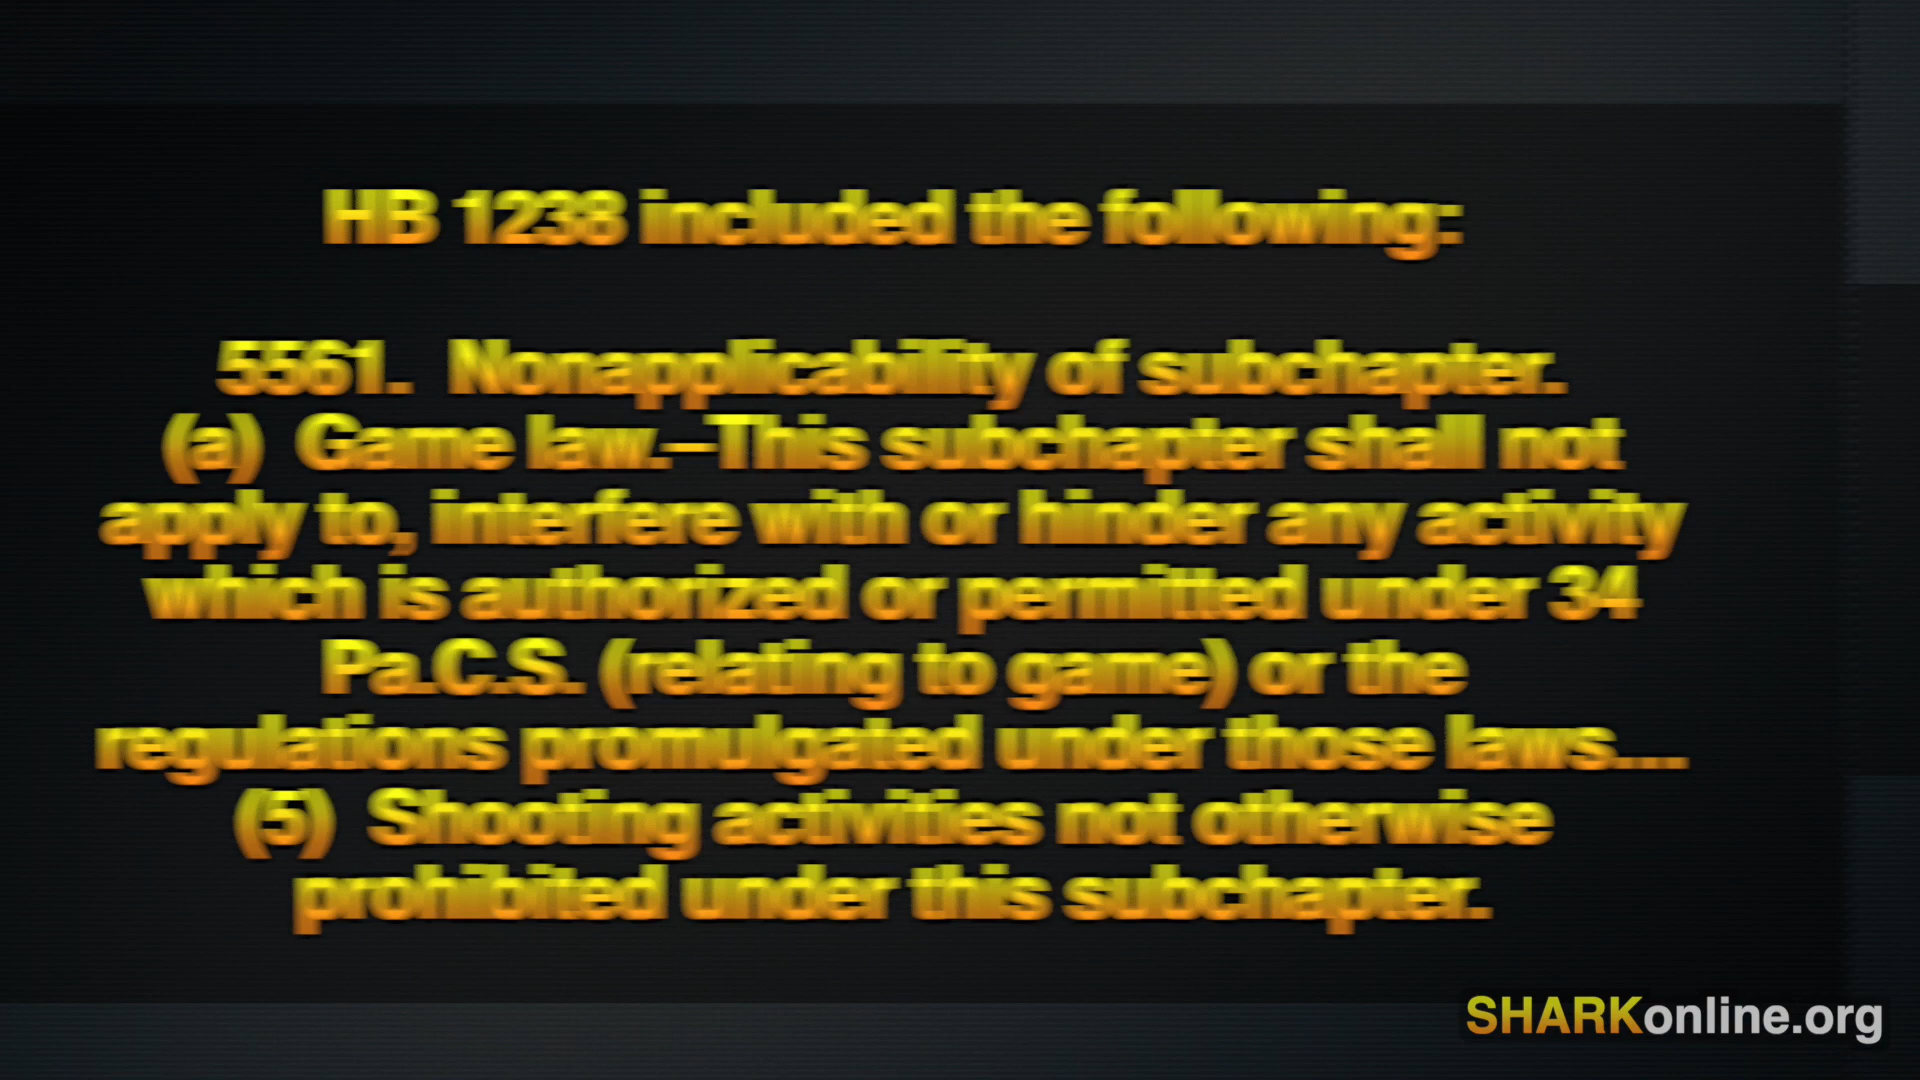 HB 1238 included the following:
5561. Nonapplicability of subchapter.
(a) Game law.--This subchapter shall not
apply to, interfere with or hinder any activity
which is authorized or permitted under 34
Pa.C.S. (relating to game) or the
regulations promulgated under those laws....
(5) Shooting activities not otherwise
prohibited under this subchapter.
SHARKonline.org